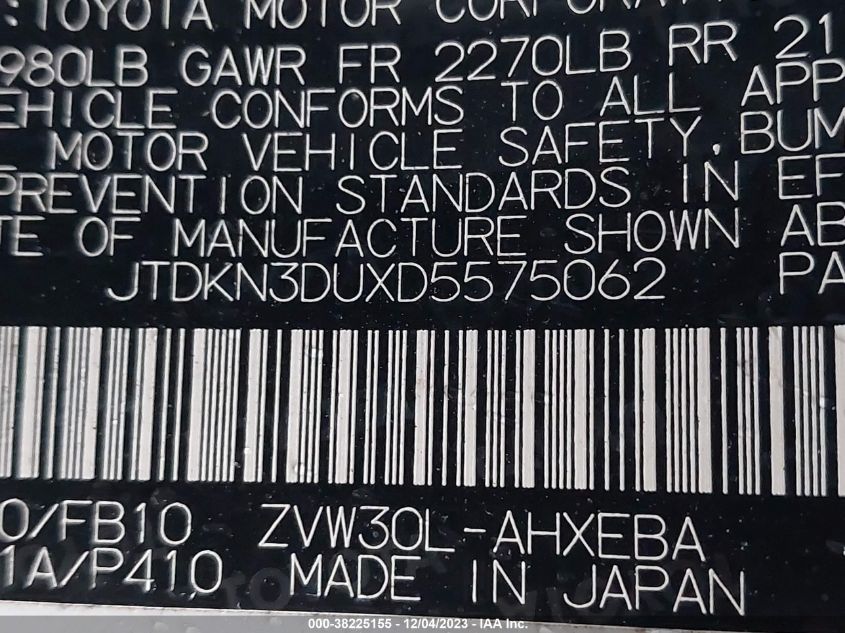 :TOYOTA MOTOR CORPORAT
980LB GAWR FR 2270LB RR 21
EHICLE CONFORMS TO ALL APP
MOTOR VEHICLE SAFETY, BUM
PREVENTION STANDARDS IN EF
TE OF MANUFACTURE SHOWN AB
JTDKN3DUXD5575062 PA
0/FB10 ZVW30L-AHXEBA
1A/P410 MADE IN JAPAN
000-38225155 - 12/04/2023 - IAA Inc.